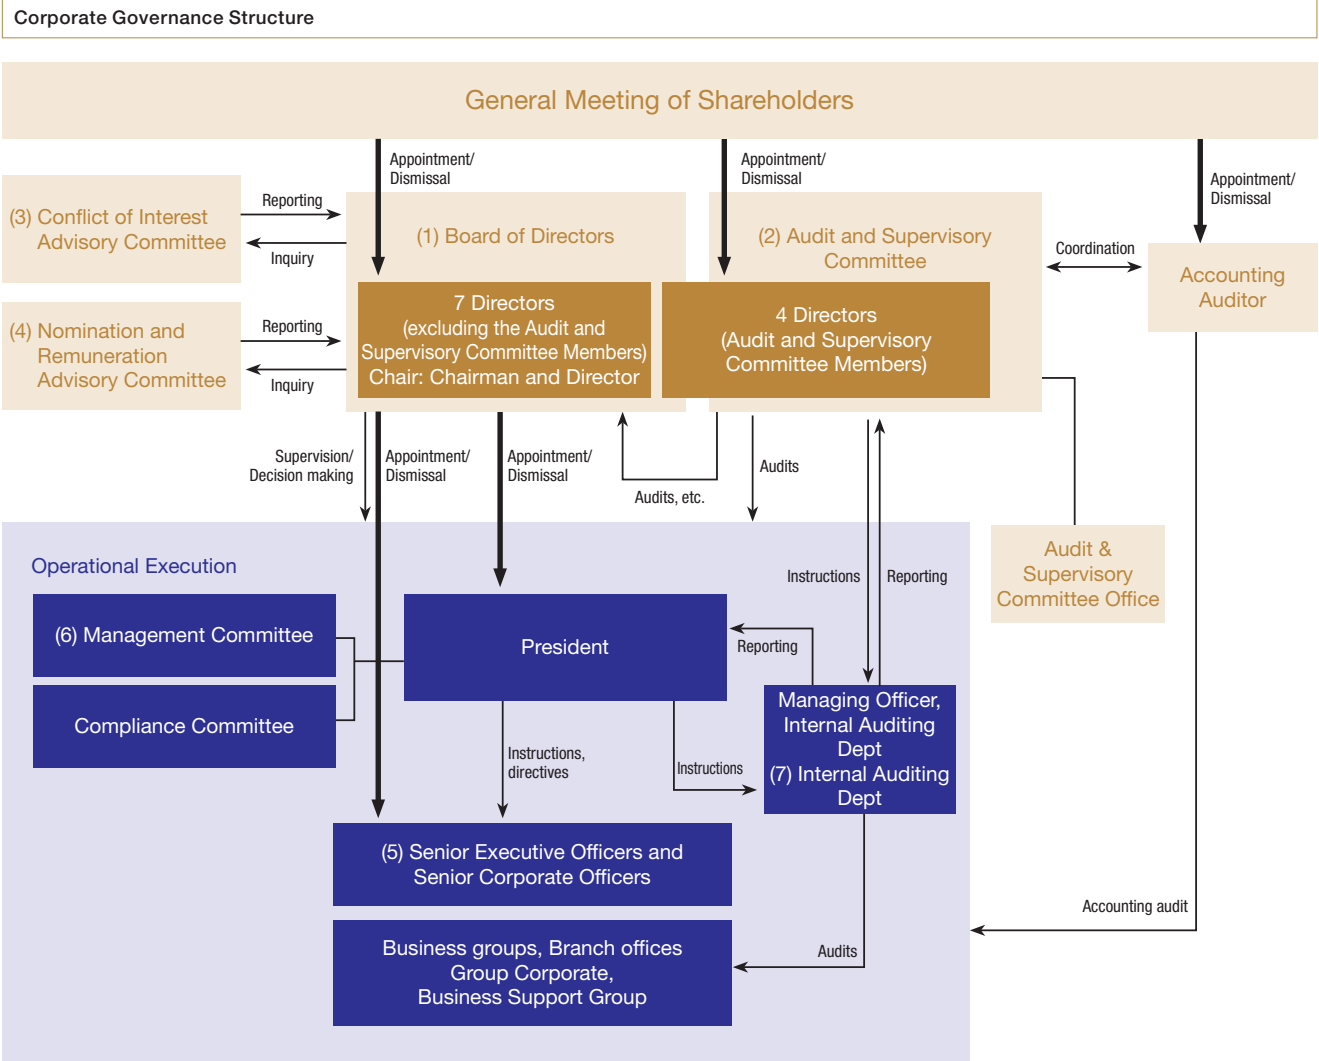 Corporate Governance Structure
General Meeting of Shareholders
Appointment/
Dismissal
Appointment/
Dismissal
Appointment/
Dismissal
(3) Conflict of Interest
Advisory Committee
Reporting
Inquiry
(1) Board of Directors
(2) Audit and Supervisory
Committee
Coordination
Accounting
Auditor
(4) Nomination and
Remuneration
Advisory Committee
Reporting
Inquiry
7 Directors
(excluding the Audit and
Supervisory Committee Members)
Chair: Chairman and Director
4 Directors
(Audit and Supervisory
Committee Members)
Supervision/
Decision making
Appointment/
Dismissal
Appointment/
Dismissal
Audits, etc.
Audits
Instructions
Reporting
Audit &
Supervisory
Committee Office
Operational Execution
(6) Management Committee
Compliance Committee
President
Reporting
Instructions,
directives
Instructions
Managing Officer,
Internal Auditing
Dept
(7) Internal Auditing
Dept
(5) Senior Executive Officers and
Senior Corporate Officers
Accounting audit
Business groups, Branch offices
Group Corporate,
Business Support Group
Audits